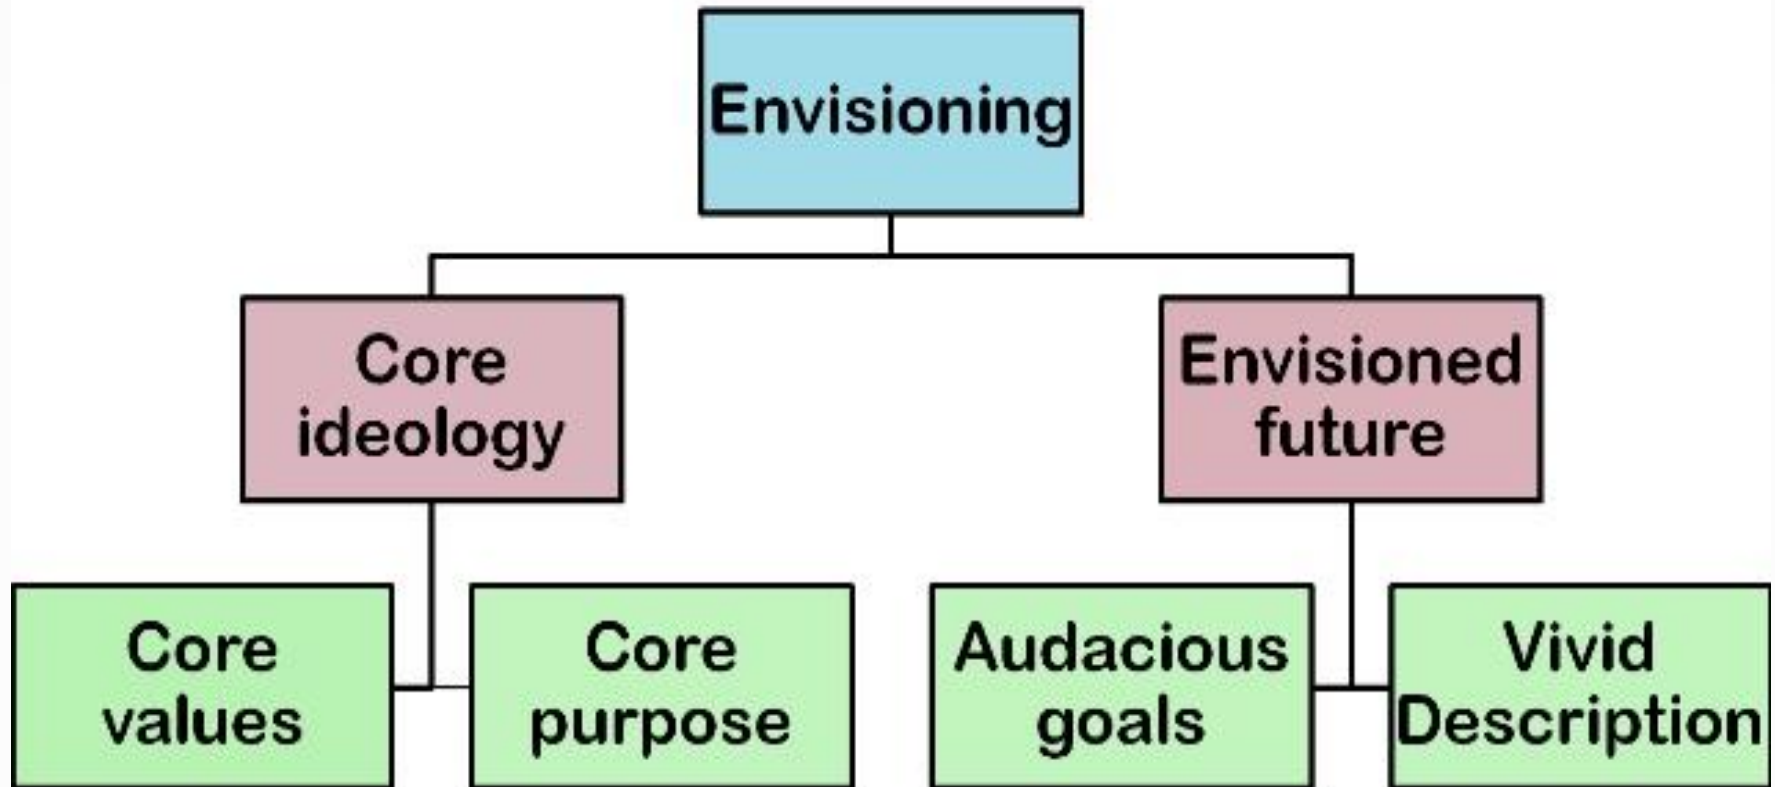 Envisioning
Core
ideology
Envisioned
future
Core
values
Core
purpose
Audacious
goals
Vivid
Description